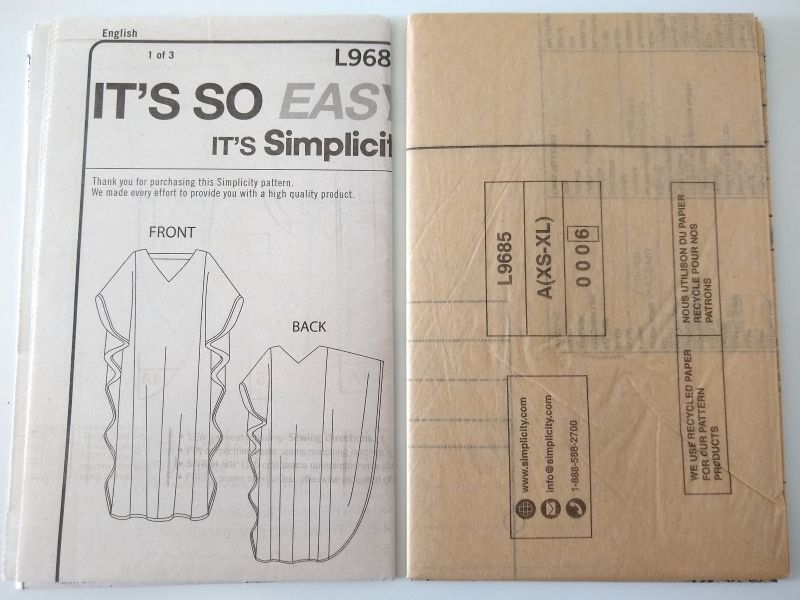 English
1 of 3
L968
IT'S SO EASY
IT'S Simplicit
Thank you for purchasing this Simplicity pattern.
We made every effort to provide you with a high quality product.
FRONT
BACK
L9685
A(XS-XL)
0006
NOUS UTILISON DU PAPIER
RECYCLE POUR NOS
PATRONS
WE USE RECYCLED PAPER
FOR OUR PATTERN
PRODUCTS
www.simplicity.com
info@simplicity.com
1-888-588-2700